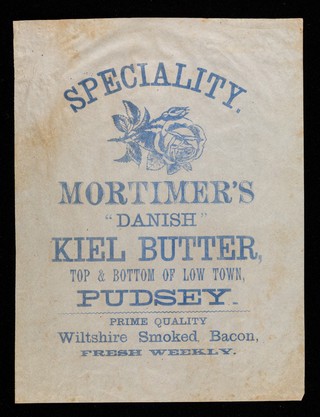 SPECIALITY.
MORTIMER'S
"DANISH"
KIEL BUTTER,
TOP & BOTTOM OF LOW TOWN,
PUDSEY.
PRIME QUALITY
Wiltshire Smoked Bacon,
FRESH WEEKLY.